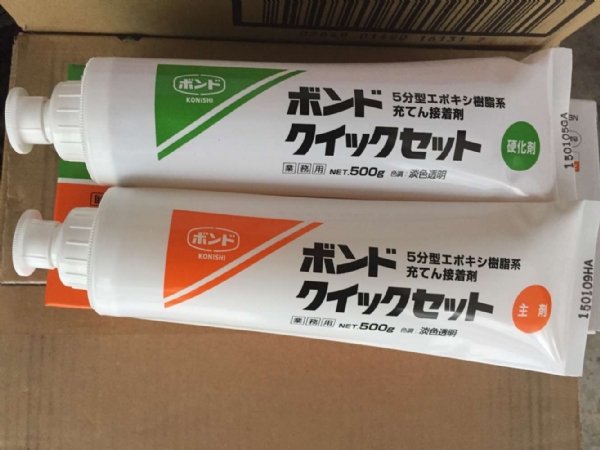 ボンド
KONISHI
ボンド
5分型エポキシ樹脂系
充てん接着剤
クイックセット
業務用 NET.500g 色調:淡色透明
硬化剤
150105GA
ボンド
KONISHI
ボンド
5分型エポキシ樹脂系
充てん接着剤
クイックセット
業務用 NET.500g 色調:淡色透明
主剤
150109HA